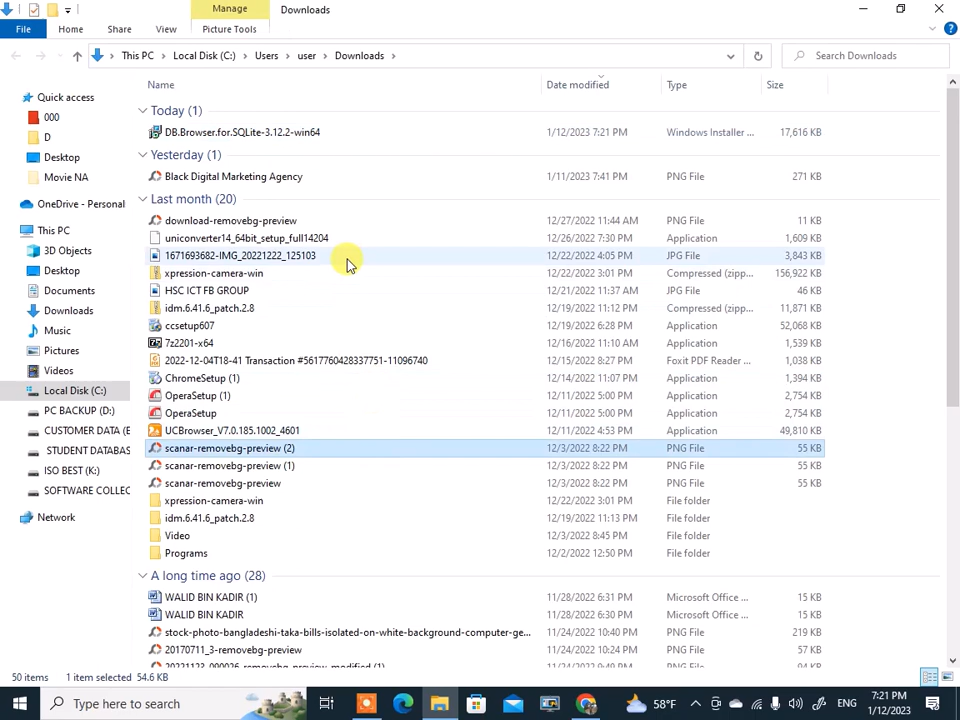 Manage
Downloads
File
Home
Share
View
Picture Tools
This PC
Local Disk (C:)
Users
user
Downloads
Search Downloads
Name
Date modified
Type
Size
Quick access
000
D
Desktop
Movie NA
OneDrive - Personal
This PC
3D Objects
Desktop
Documents
Downloads
Music
Pictures
Videos
Local Disk (C:)
PC BACKUP (D:)
CUSTOMER DATA (E
STUDENT DATABAS
ISO BEST (K:)
SOFTWARE COLLEC
Network
Today (1)
DB.Browser.for.SQLite-3.12.2-win64 1/12/2023 7:21 PM Windows Installer ... 17,616 KB
Yesterday (1)
Black Digital Marketing Agency 1/11/2023 7:41 PM PNG File 271 KB
Last month (20)
download-removebg-preview 12/27/2022 11:44 AM PNG File 11 KB
uniconverter14_64bit_setup_full14204 12/26/2022 7:30 PM Application 1,609 KB
1671693682-IMG_20221222_125103 12/22/2022 4:05 PM JPG File 3,843 KB
xpression-camera-win 12/22/2022 3:01 PM Compressed (zipp... 156,922 KB
HSC ICT FB GROUP 12/21/2022 11:37 AM JPG File 46 KB
idm.6.41.6_patch.2.8 12/19/2022 11:12 PM Compressed (zipp... 11,871 KB
ccsetup607 12/19/2022 6:28 PM Application 52,068 KB
7z2201-x64 12/16/2022 11:10 AM Application 1,539 KB
2022-12-04T18-41 Transaction #5617760428337751-11096740 12/15/2022 8:27 PM Foxit PDF Reader ... 1,038 KB
ChromeSetup (1) 12/14/2022 11:07 PM Application 1,394 KB
OperaSetup (1) 12/11/2022 5:00 PM Application 2,754 KB
OperaSetup 12/11/2022 5:00 PM Application 2,754 KB
UCBrowser_V7.0.185.1002_4601 12/11/2022 4:53 PM Application 49,810 KB
scanar-removebg-preview (2) 12/3/2022 8:22 PM PNG File 55 KB
scanar-removebg-preview (1) 12/3/2022 8:22 PM PNG File 55 KB
scanar-removebg-preview 12/3/2022 8:22 PM PNG File 55 KB
xpression-camera-win 12/22/2022 3:01 PM File folder
idm.6.41.6_patch.2.8 12/19/2022 11:13 PM File folder
Video 12/3/2022 8:45 PM File folder
Programs 12/2/2022 12:50 PM File folder
A long time ago (28)
WALID BIN KADIR (1) 11/28/2022 6:31 PM Microsoft Office ... 15 KB
WALID BIN KADIR 11/28/2022 6:30 PM Microsoft Office ... 15 KB
stock-photo-bangladeshi-taka-bills-isolated-on-white-background-computer-ge... 11/24/2022 10:40 PM PNG File 219 KB
20170711_3-removebg-preview 11/24/2022 10:24 PM PNG File 94 KB
50 items
1 item selected 54.6 KB
Type here to search
58°F
ENG
7:21 PM
1/12/2023